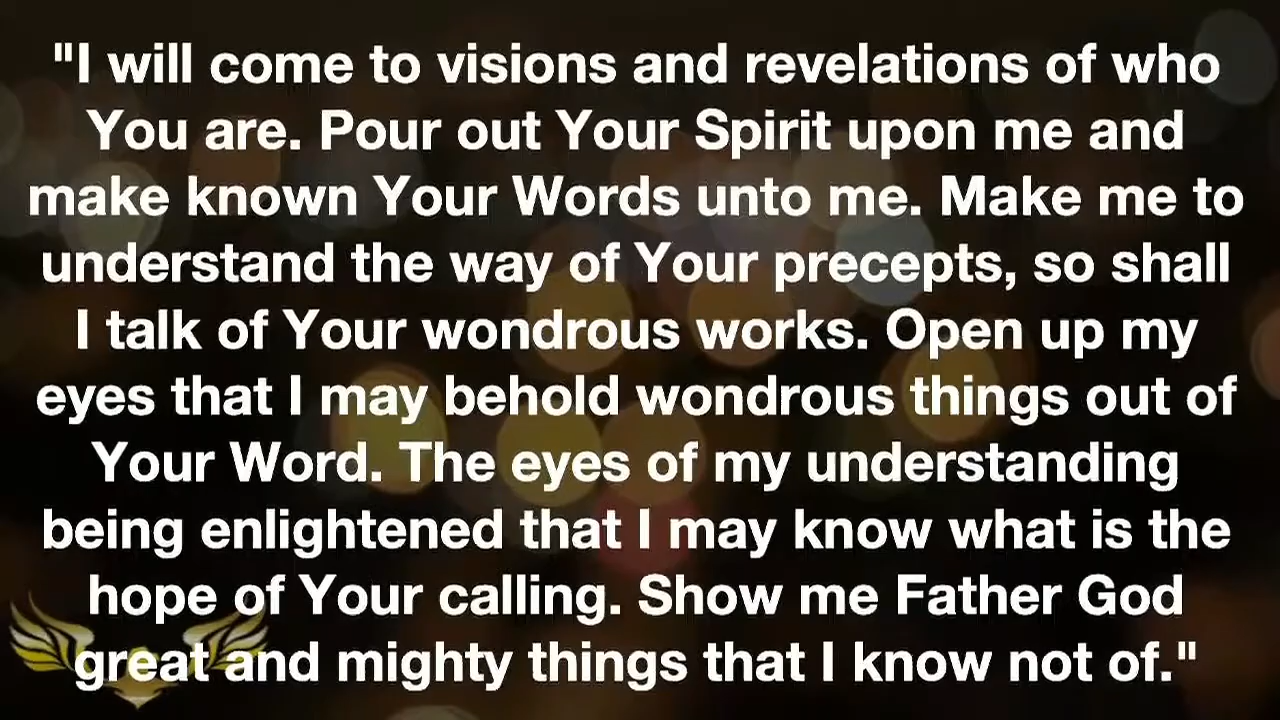 "I will come to visions and revelations of who
You are. Pour out Your Spirit upon me and
make known Your Words unto me. Make me to
understand the way of Your precepts, so shall
I talk of Your wondrous works. Open up my
eyes that I may behold wondrous things out of
Your Word. The eyes of my understanding
being enlightened that I may know what is the
hope of Your calling. Show me Father God
great and mighty things that I know not of."